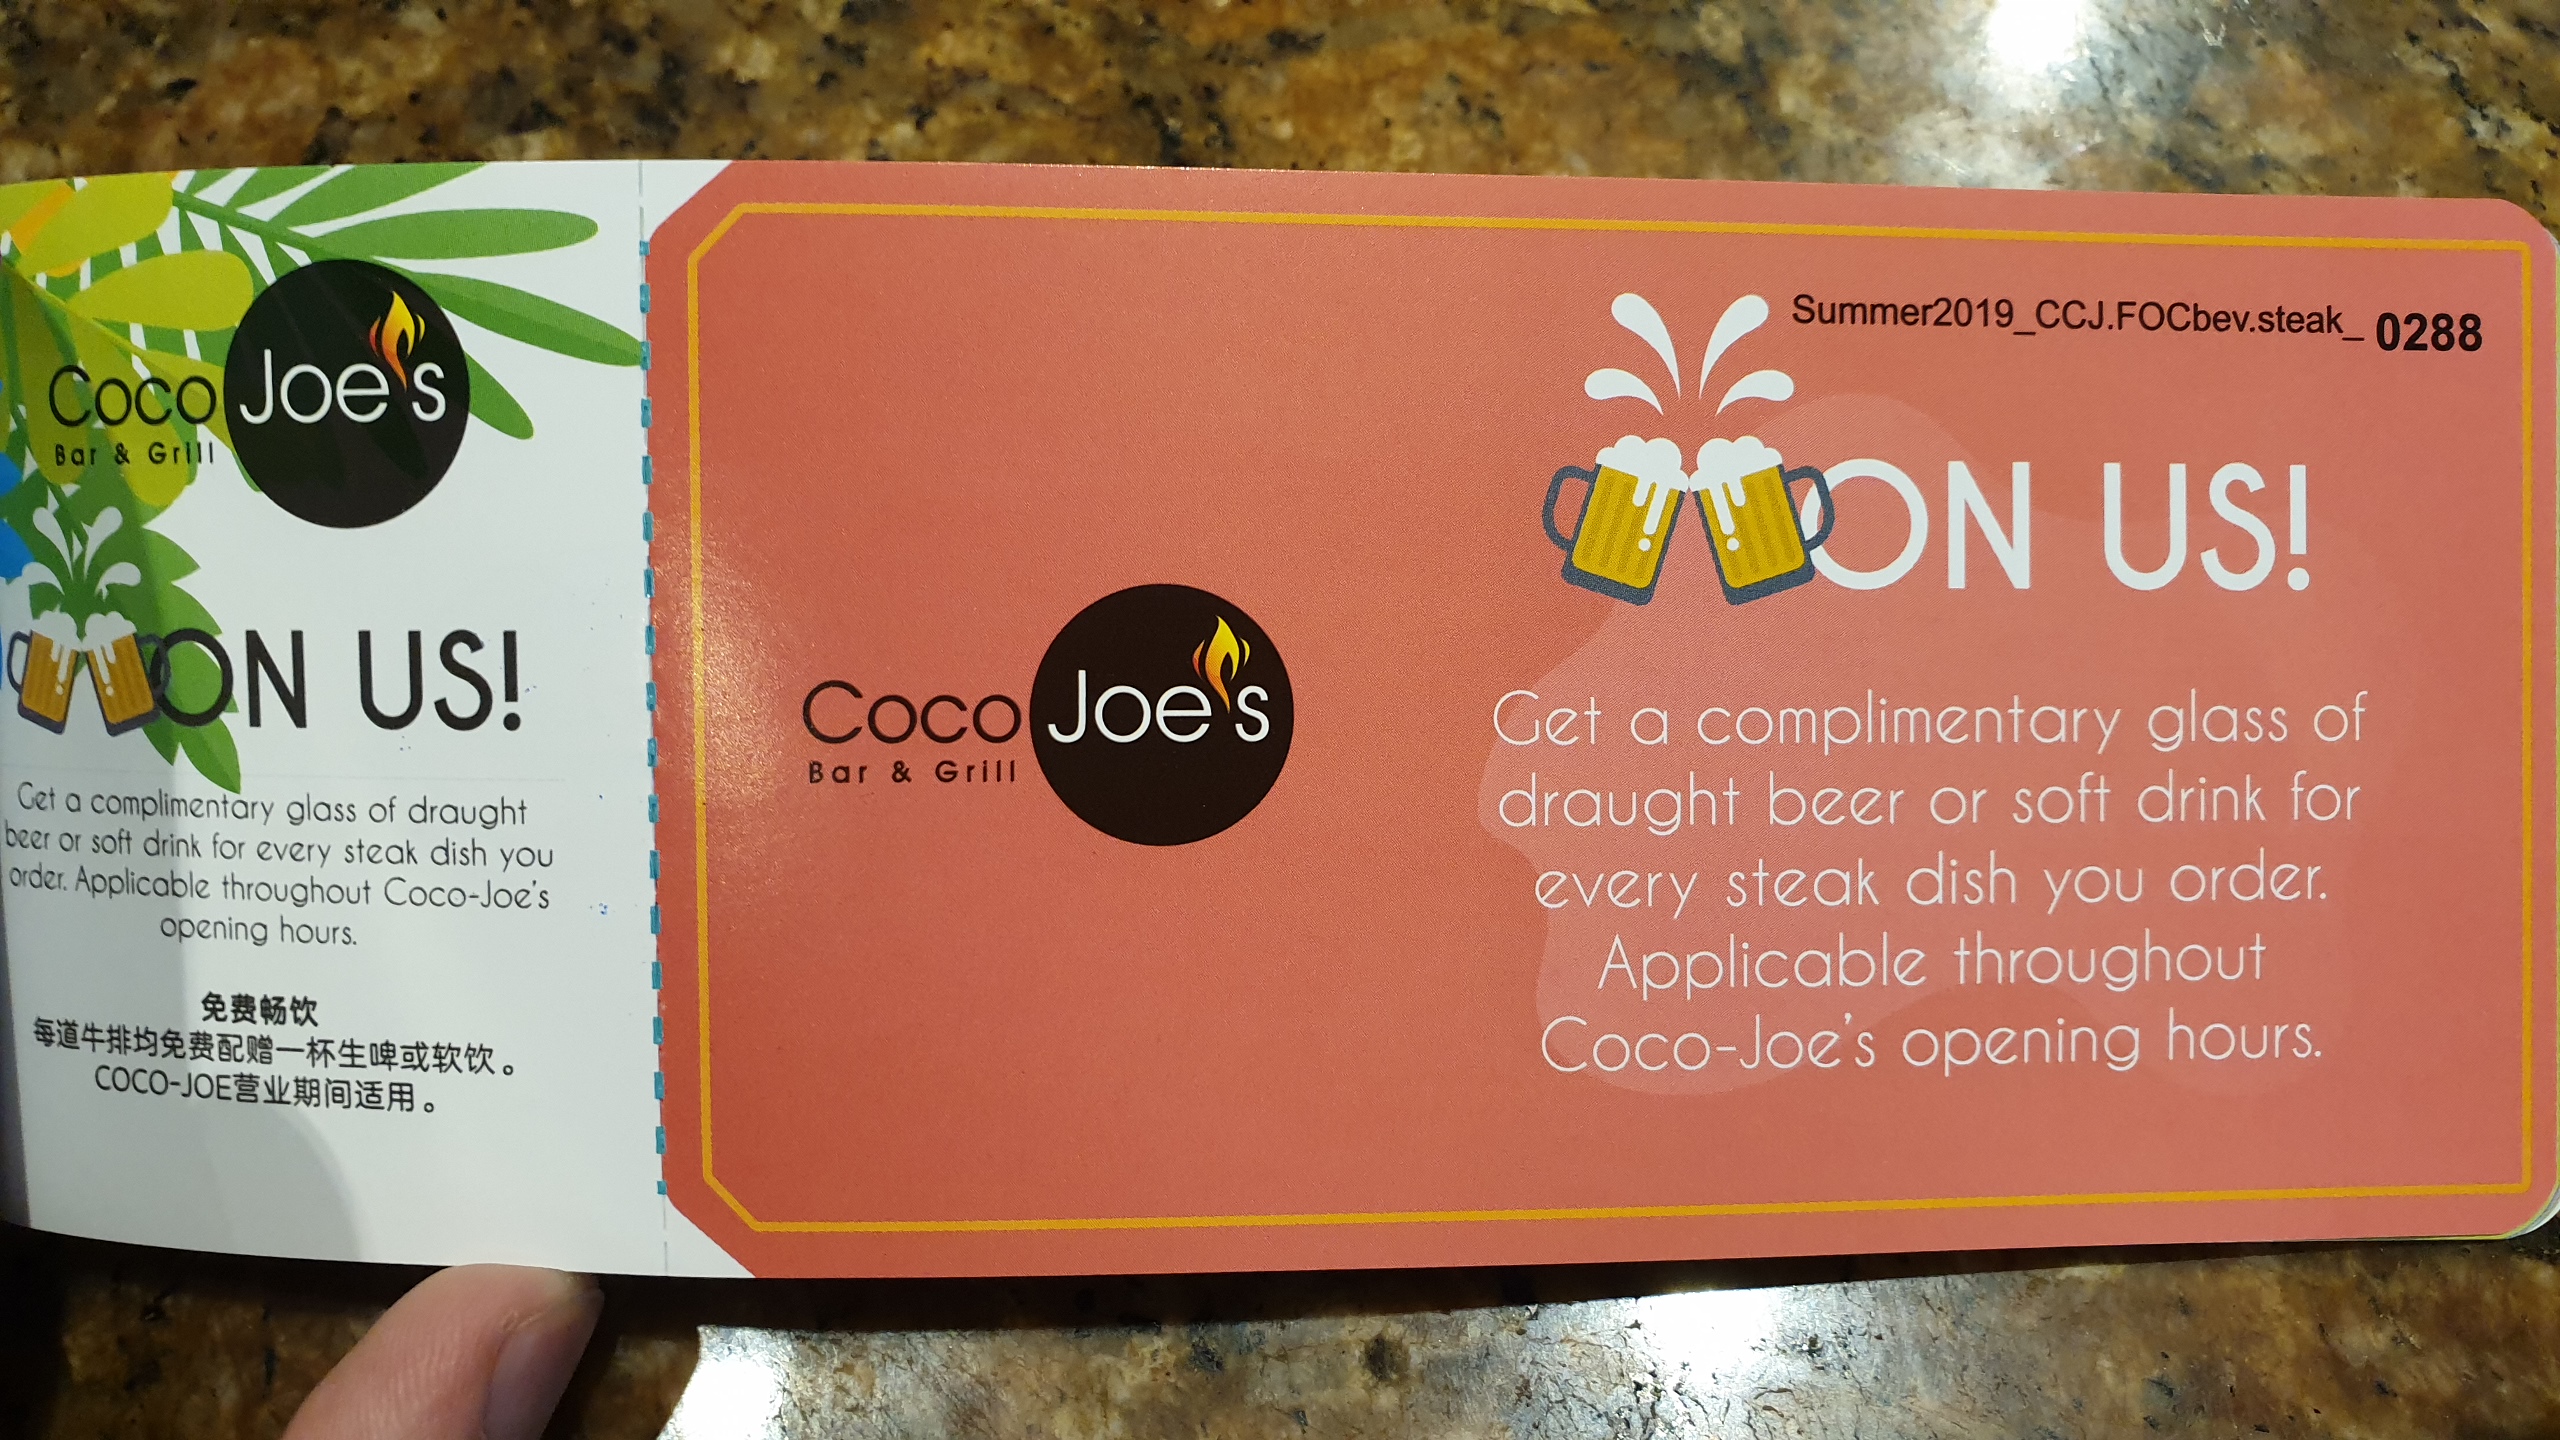 Coco Joe's
Bar & Grill
ON US!
Get a complimentary glass of draught
beer or soft drink for every steak dish you
order. Applicable throughout Coco-Joe's
opening hours.
免费畅饮
每道牛排均免费配赠一杯生啤或软饮。
COCO-JOE营业期间适用。
Summer2019_CCJ.FOCbev.steak_ 0288
Coco Joe's
Bar & Grill
ON US!
Get a complimentary glass of
draught beer or soft drink for
every steak dish you order.
Applicable throughout
Coco-Joe's opening hours.